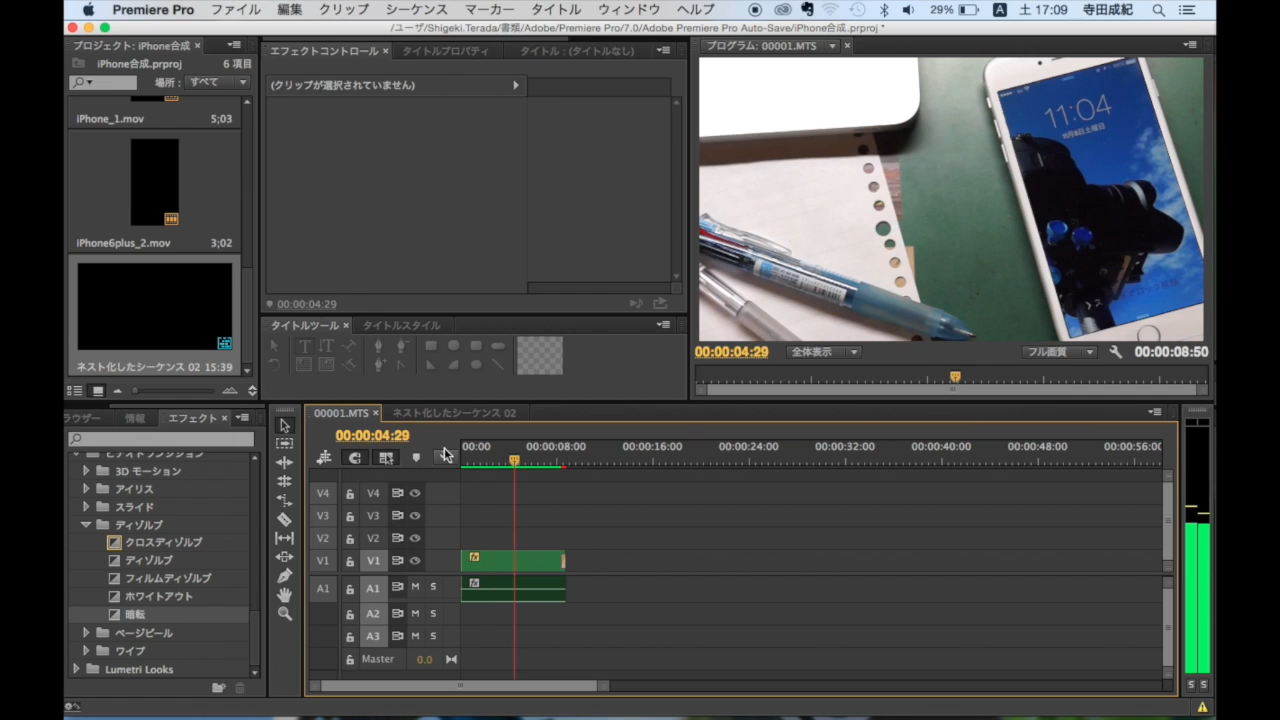 Premiere Pro ファイル 編集 クリップ シーケンス マーカー タイトル ウィンドウ ヘルプ 29% A 土 17:09 寺田成紀
/ユーザ/Shigeki.Terada/書類/Adobe/Premiere Pro/7.0/Adobe Premiere Pro Auto-Save/iPhone合成.prproj *
プロジェクト: iPhone合成 ×
iPhone合成.prproj 6 項目
場所: すべて
iPhone_1.mov 5;03
iPhone6plus_2.mov 3;02
ネスト化したシーケンス 02 15:39
エフェクトコントロール × タイトルプロパティ タイトル : (タイトルなし)
(クリップが選択されていません)
00:00:04:29
タイトルツール × タイトルスタイル
プログラム: 00001.MTS ×
11:04
00:00:04:29 全体表示 フル画質 00:00:08:50
ラウザー 情報 エフェクト ×
3D モーション
アイリス
スライド
ディゾルブ
クロスディゾルブ
ディゾルブ
フィルムディゾルブ
ホワイトアウト
暗転
ページピール
ワイプ
Lumetri Looks
00001.MTS × ネスト化したシーケンス 02
00:00:04:29
00:00 00:00:08:00 00:00:16:00 00:00:24:00 00:00:32:00 00:00:40:00 00:00:48:00 00:00:56:00
V4 V4
V3 V3
V2 V2
V1 V1 fx
A1 A1 M S fx
A2 M S
A3 M S
Master 0.0
S S